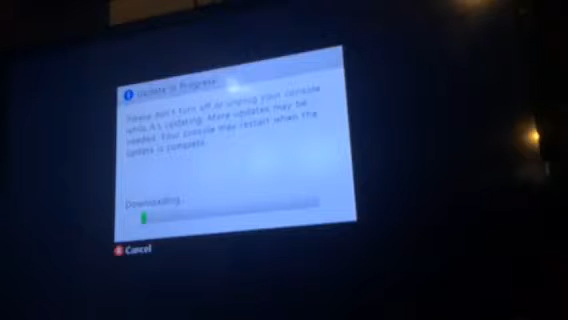 Update in Progress
Please don't turn off or unplug your console
while it's updating. More updates may be
needed. Your console may restart when the
update is complete.
Downloading...
B Cancel